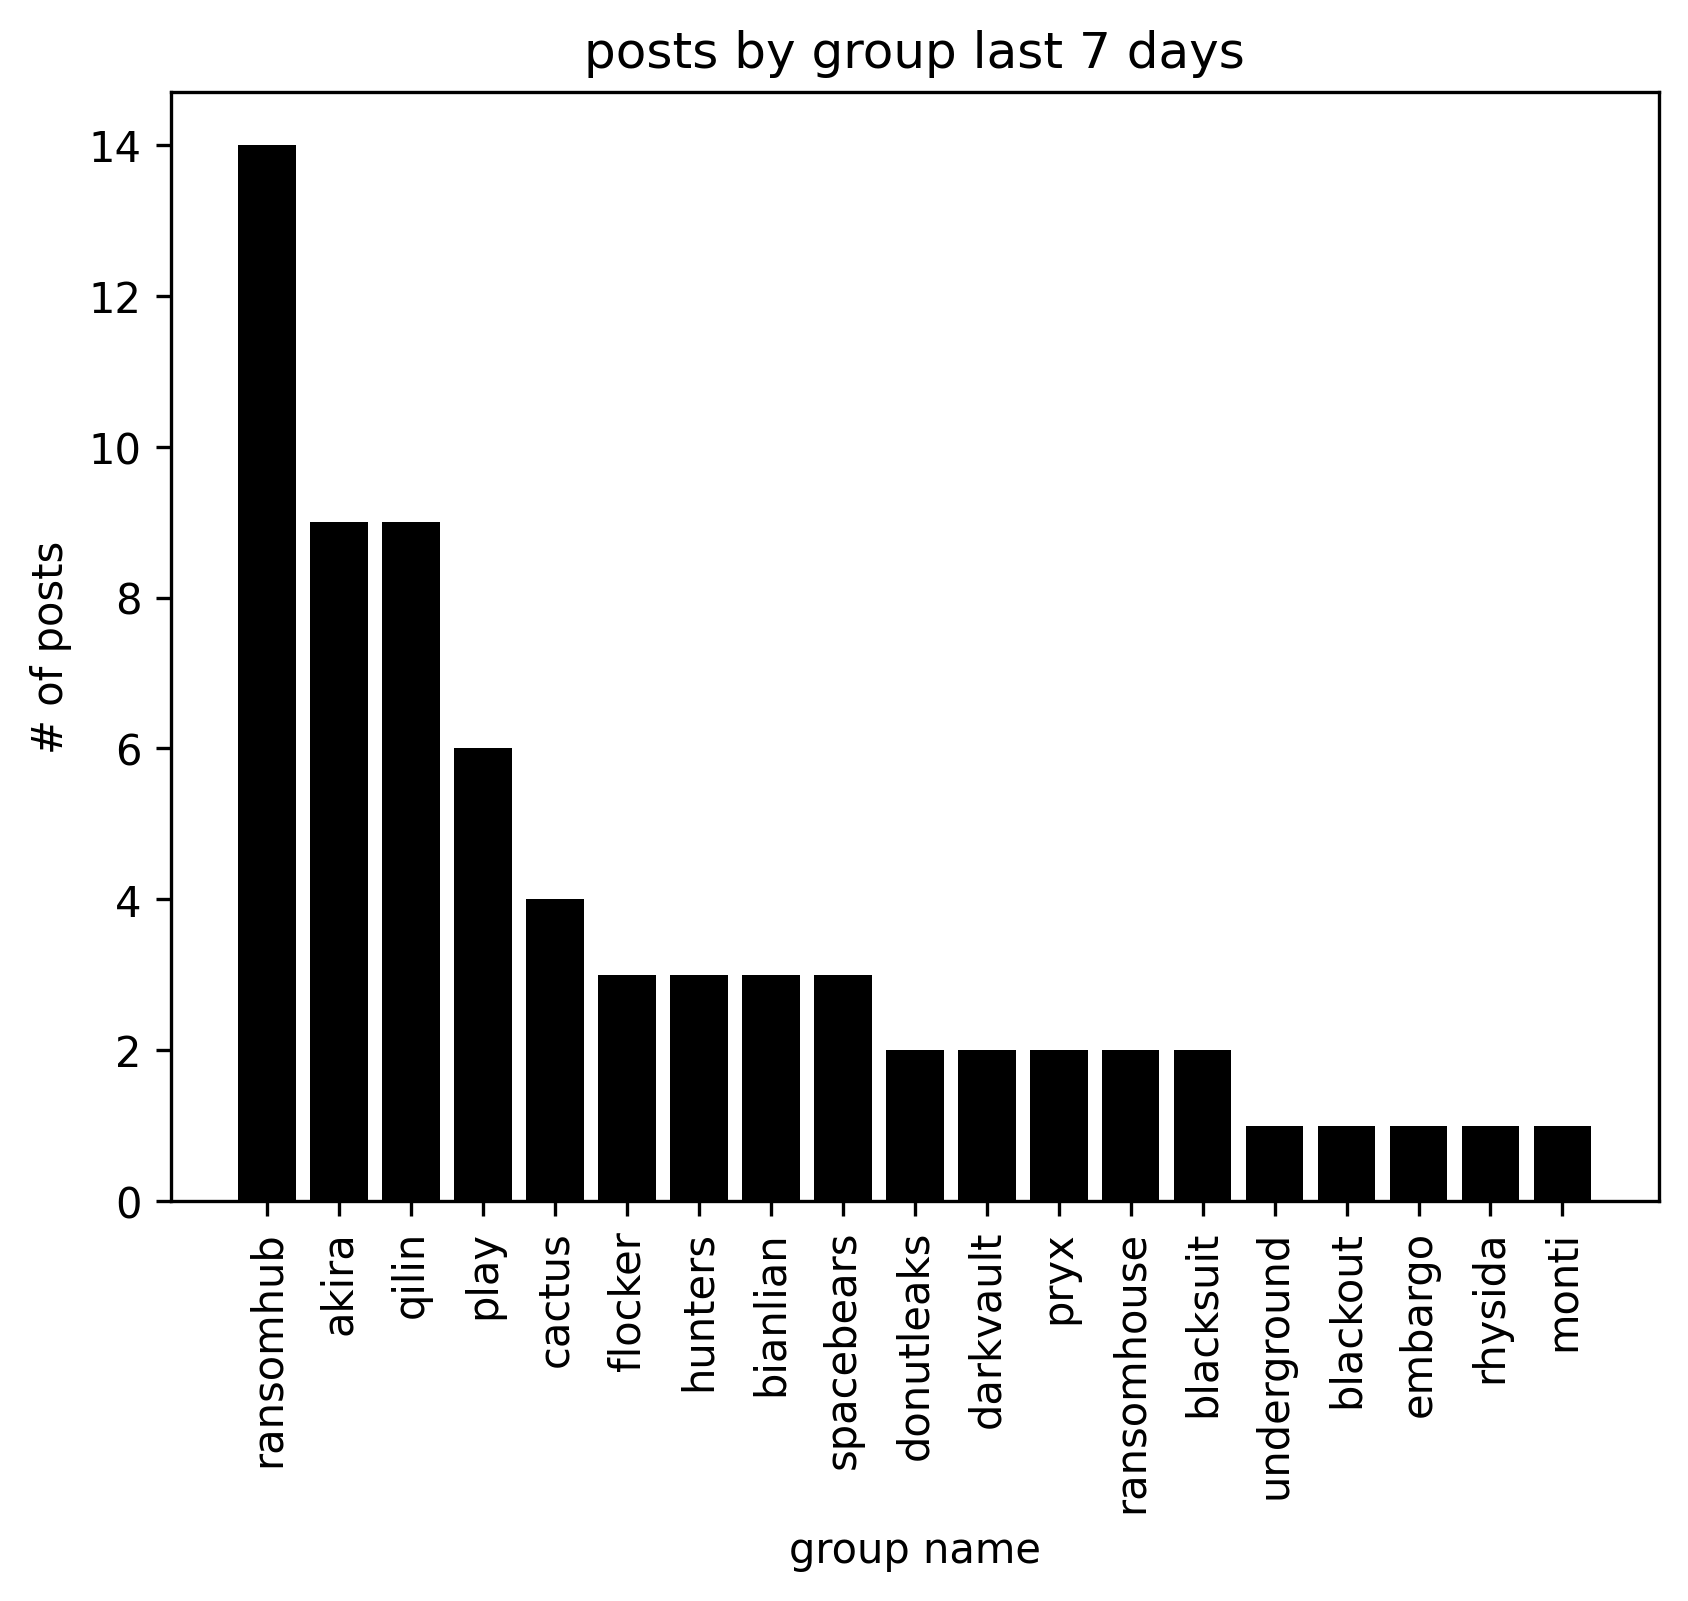 posts by group last 7 days
14
12
10
8
6
4
2
0
# of posts
ransomhub
akira
qilin
play
cactus
flocker
hunters
bianlian
spacebears
donutleaks
darkvault
pryx
ransomhouse
blacksuit
underground
blackout
embargo
rhysida
monti
group name